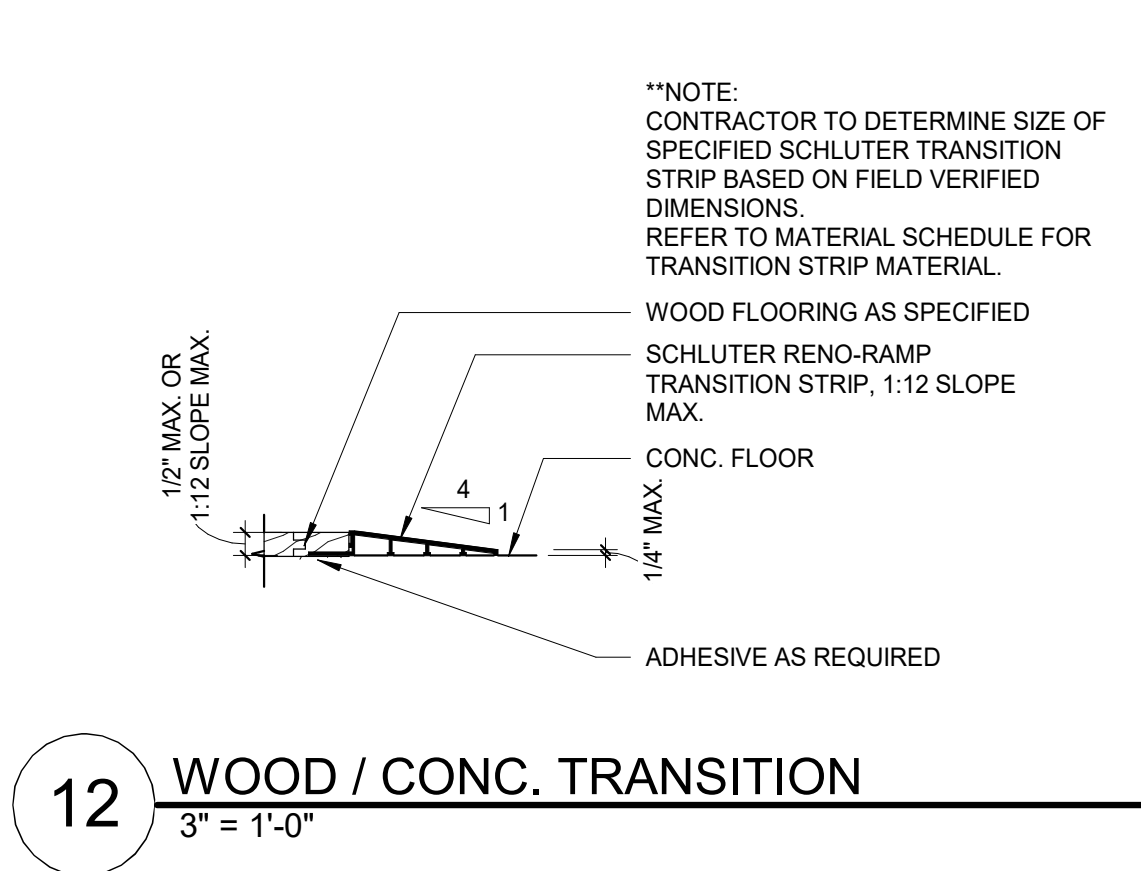 **NOTE:
CONTRACTOR TO DETERMINE SIZE OF
SPECIFIED SCHLUTER TRANSITION
STRIP BASED ON FIELD VERIFIED
DIMENSIONS.
REFER TO MATERIAL SCHEDULE FOR
TRANSITION STRIP MATERIAL.
WOOD FLOORING AS SPECIFIED
SCHLUTER RENO-RAMP
TRANSITION STRIP, 1:12 SLOPE
MAX.
CONC. FLOOR
1/2" MAX. OR
1:12 SLOPE MAX.
4
1
1/4" MAX.
ADHESIVE AS REQUIRED
12
WOOD / CONC. TRANSITION
3" = 1'-0"